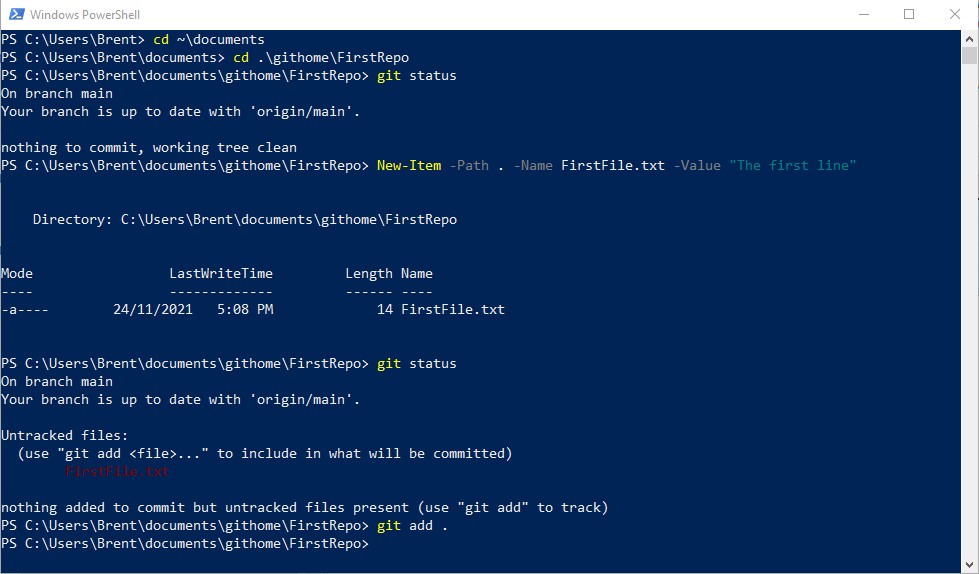 Windows PowerShell
PS C:\Users\Brent> cd ~\documents
PS C:\Users\Brent\documents> cd .\githome\FirstRepo
PS C:\Users\Brent\documents\githome\FirstRepo> git status
On branch main
Your branch is up to date with 'origin/main'.
nothing to commit, working tree clean
PS C:\Users\Brent\documents\githome\FirstRepo> New-Item -Path . -Name FirstFile.txt -Value "The first line"
Directory: C:\Users\Brent\documents\githome\FirstRepo
Mode LastWriteTime Length Name
---- ------------- ------ ----
-a---- 24/11/2021 5:08 PM 14 FirstFile.txt
PS C:\Users\Brent\documents\githome\FirstRepo> git status
On branch main
Your branch is up to date with 'origin/main'.
Untracked files:
(use "git add <file>..." to include in what will be committed)
FirstFile.txt
nothing added to commit but untracked files present (use "git add" to track)
PS C:\Users\Brent\documents\githome\FirstRepo> git add .
PS C:\Users\Brent\documents\githome\FirstRepo>